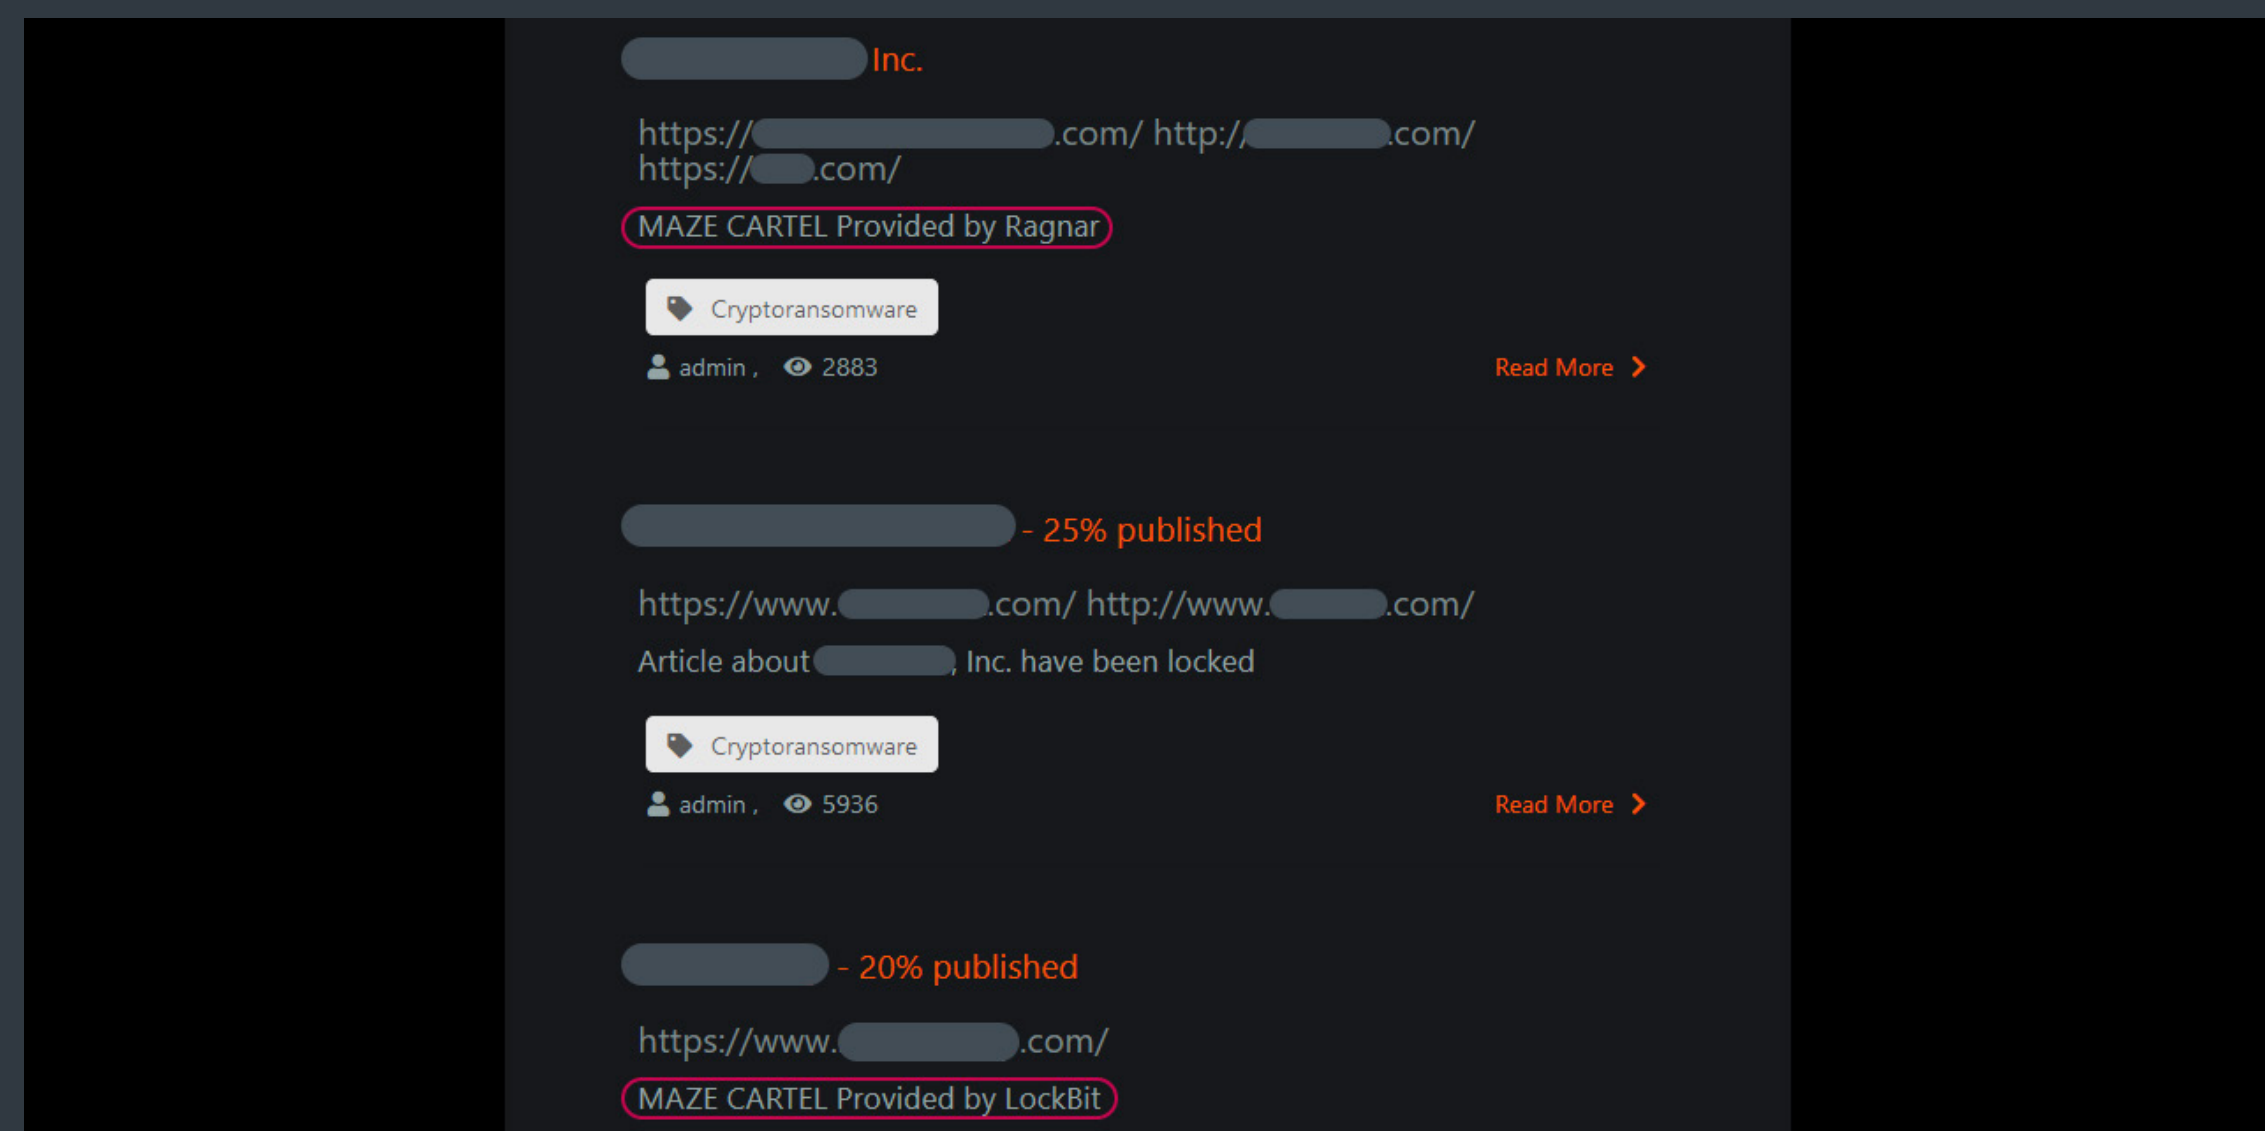 Inc.
https:// .com/ http:/ .com/
https:// .com/
MAZE CARTEL Provided by Ragnar
Cryptoransomware
admin , 2883 Read More
- 25% published
https://www. .com/ http://www. .com/
Article about , Inc. have been locked
Cryptoransomware
admin , 5936 Read More
- 20% published
https://www. .com/
MAZE CARTEL Provided by LockBit